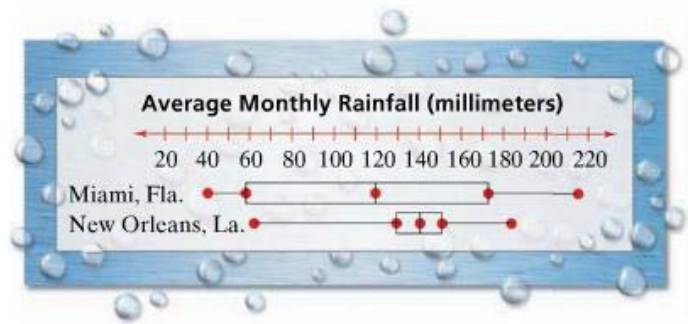 Average Monthly Rainfall (millimeters)
20 40 60 80 100 120 140 160 180 200 220
Miami, Fla.
New Orleans, La.